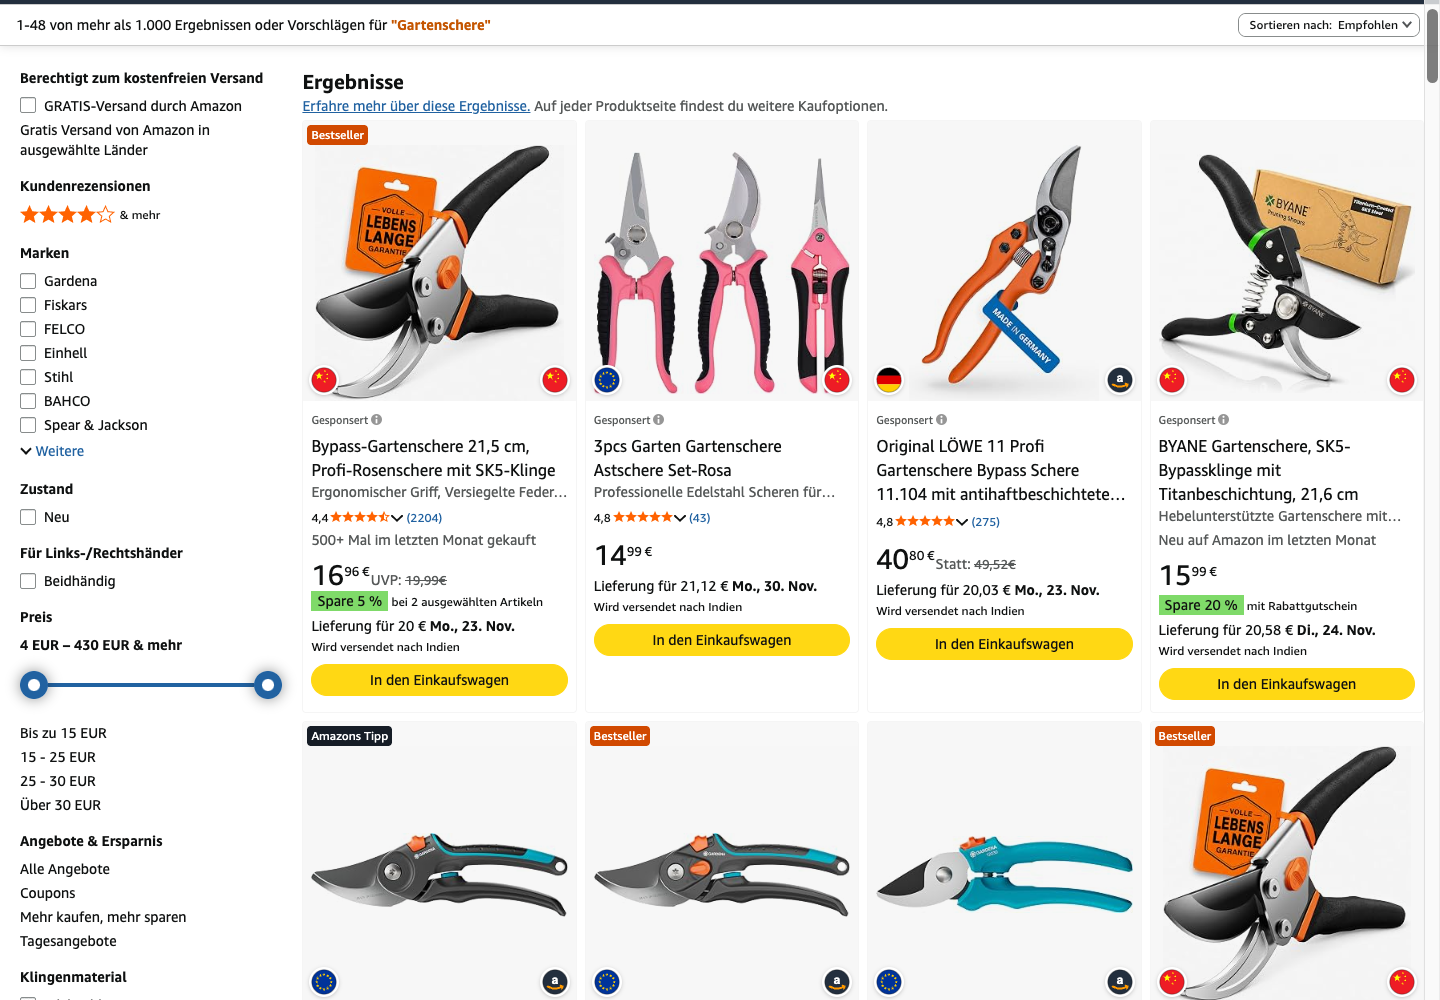 1-48 von mehr als 1.000 Ergebnissen oder Vorschlägen für "Gartenschere"
Sortieren nach: Empfohlen
Berechtigt zum kostenfreien Versand
GRATIS-Versand durch Amazon
Gratis Versand von Amazon in
ausgewählte Länder
Kundenrezensionen
& mehr
Marken
Gardena
Fiskars
FELCO
Einhell
Stihl
BAHCO
Spear & Jackson
Weitere
Zustand
Neu
Für Links-/Rechtshänder
Beidhändig
Preis
4 EUR – 430 EUR & mehr
Bis zu 15 EUR
15 - 25 EUR
25 - 30 EUR
Über 30 EUR
Angebote & Ersparnis
Alle Angebote
Coupons
Mehr kaufen, mehr sparen
Tagesangebote
Klingenmaterial
Ergebnisse
Erfahre mehr über diese Ergebnisse. Auf jeder Produktseite findest du weitere Kaufoptionen.
Bestseller
VOLLE
LEBENS
LANGE
GARANTIE
Gesponsert
Bypass-Gartenschere 21,5 cm,
Profi-Rosenschere mit SK5-Klinge
Ergonomischer Griff, Versiegelte Feder...
4,4 (2204)
500+ Mal im letzten Monat gekauft
16 96 € UVP: 19,99€
Spare 5 % bei 2 ausgewählten Artikeln
Lieferung für 20 € Mo., 23. Nov.
Wird versendet nach Indien
In den Einkaufswagen
Gesponsert
3pcs Garten Gartenschere
Astschere Set-Rosa
Professionelle Edelstahl Scheren für...
4,8 (43)
14 99 €
Lieferung für 21,12 € Mo., 30. Nov.
Wird versendet nach Indien
In den Einkaufswagen
MADE IN GERMANY
a
Gesponsert
Original LÖWE 11 Profi
Gartenschere Bypass Schere
11.104 mit antihaftbeschichtete...
4,8 (275)
40 80 € Statt: 49,52€
Lieferung für 20,03 € Mo., 23. Nov.
Wird versendet nach Indien
In den Einkaufswagen
BYANE
Pruning Shears
Titanium-Coated
SK5 Steel
BYANE
Gesponsert
BYANE Gartenschere, SK5-
Bypassklinge mit
Titanbeschichtung, 21,6 cm
Hebelunterstützte Gartenschere mit...
Neu auf Amazon im letzten Monat
15 99 €
Spare 20 % mit Rabattgutschein
Lieferung für 20,58 € Di., 24. Nov.
Wird versendet nach Indien
In den Einkaufswagen
Amazons Tipp
GARDENA
a
Bestseller
GARDENA
a
GARDENA
a
Bestseller
VOLLE
LEBENS
LANGE
GARANTIE